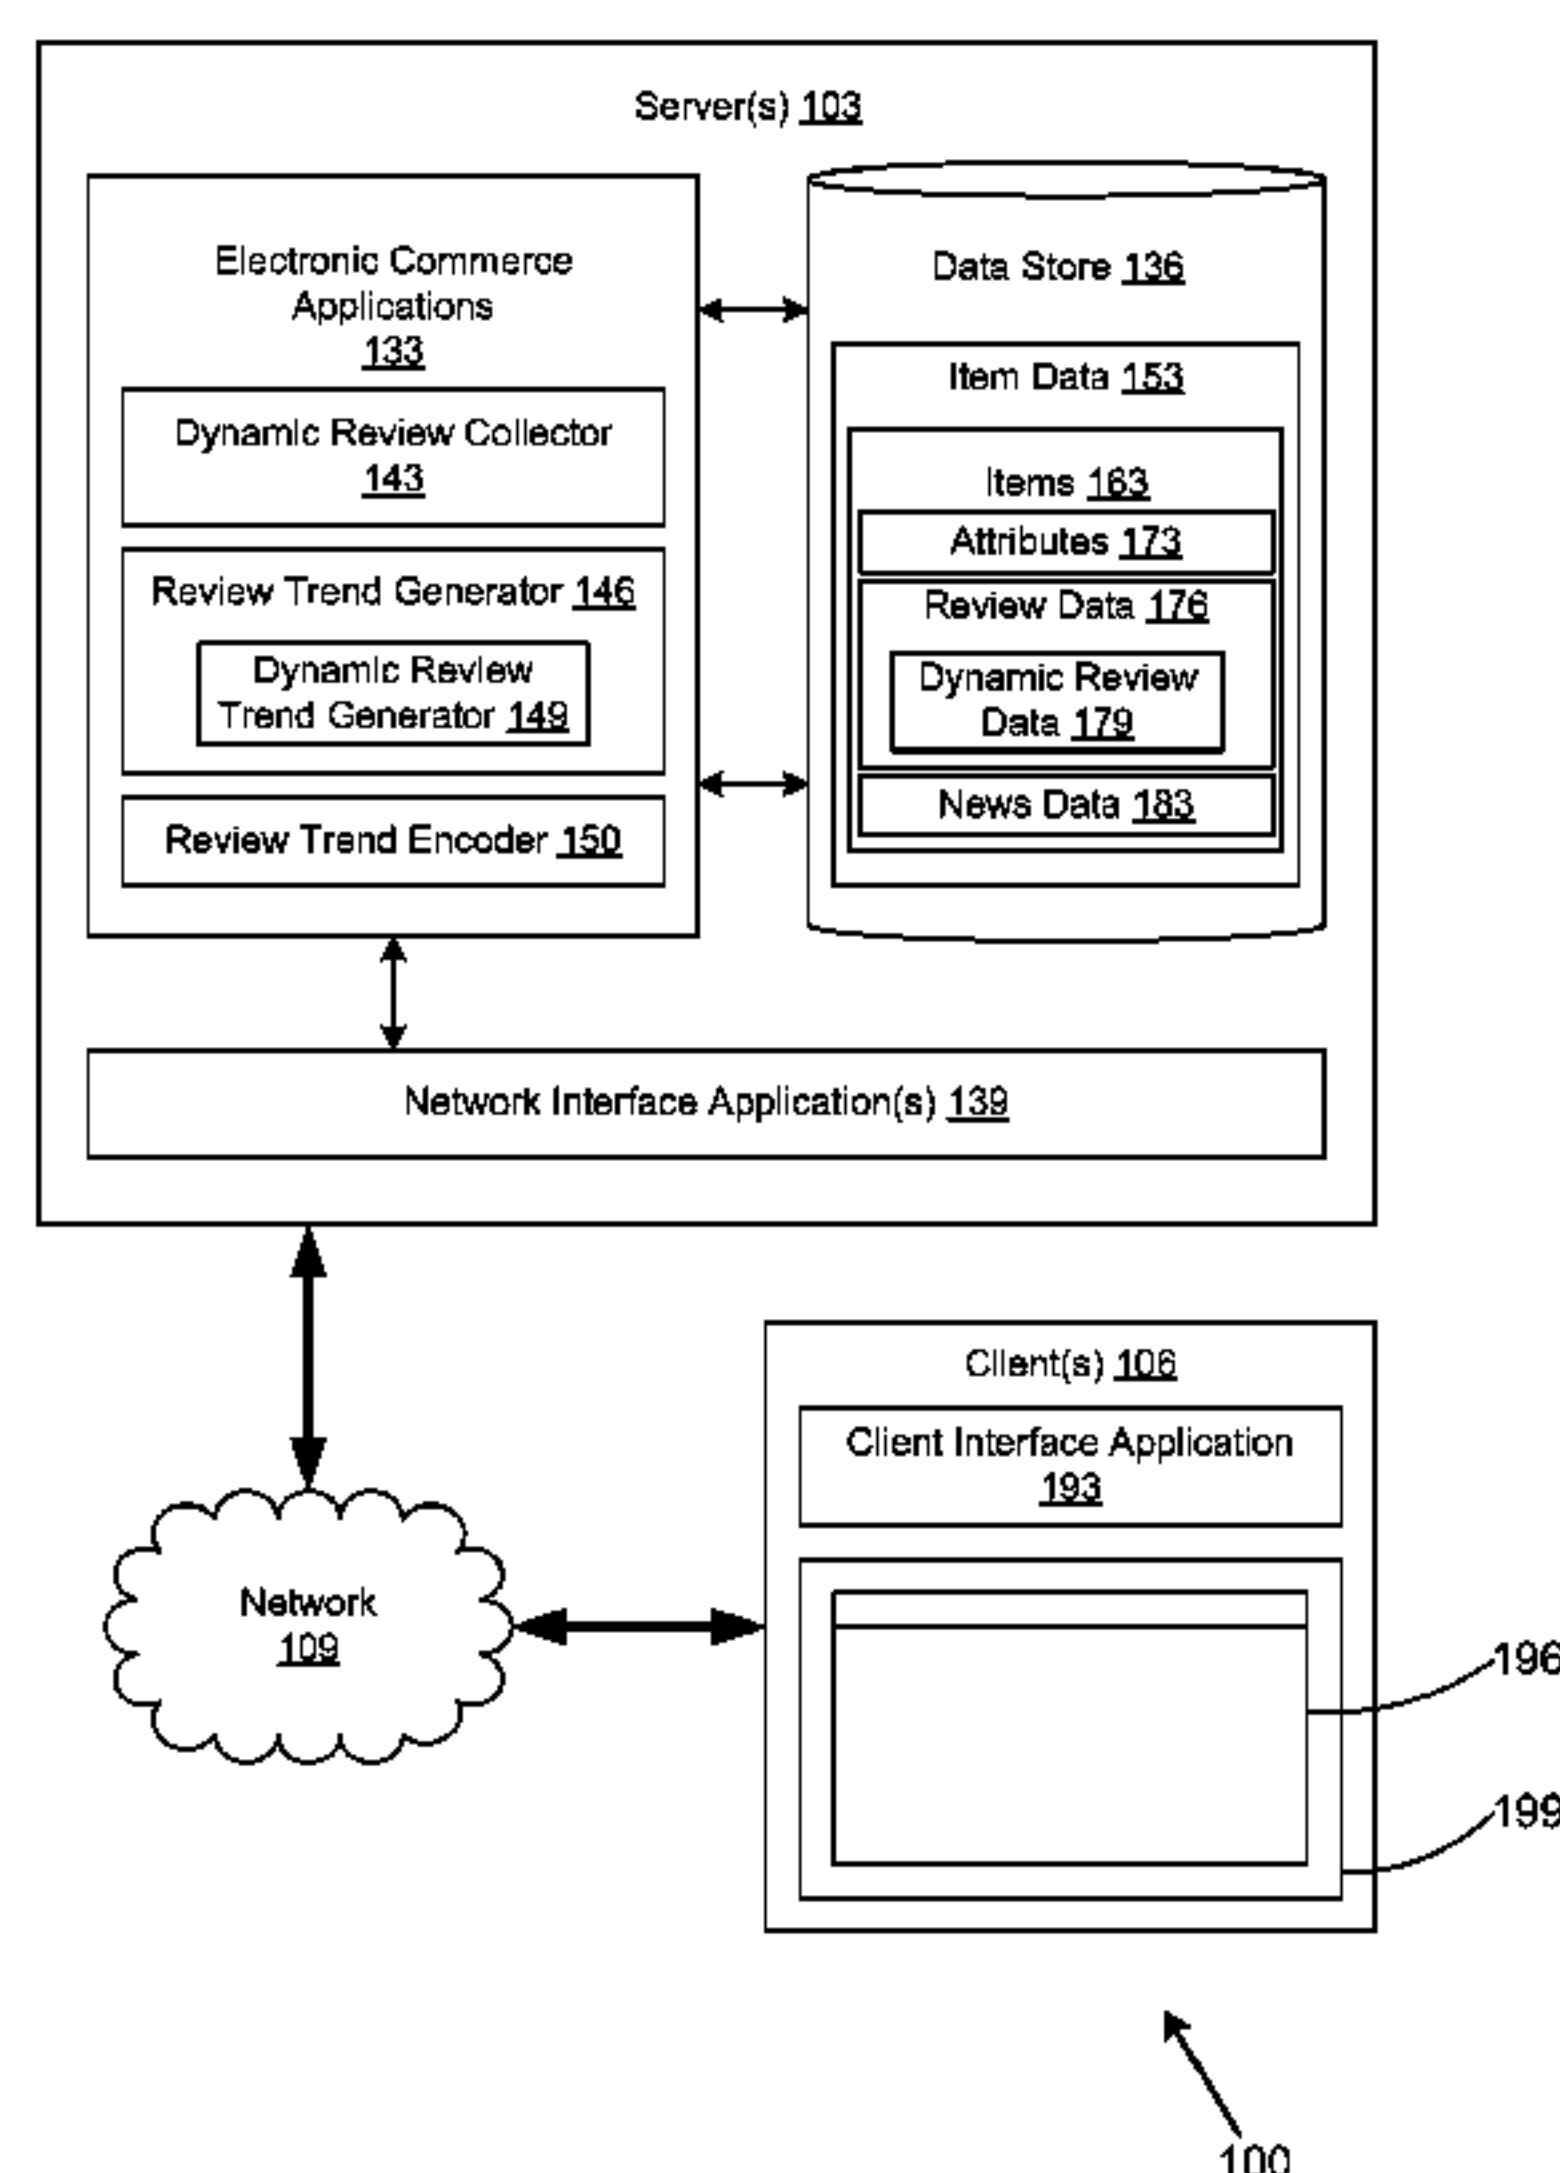 Server(s) 103
Electronic Commerce
Applications
133
Dynamic Review Collector
143
Review Trend Generator 146
Dynamic Review
Trend Generator 149
Review Trend Encoder 150
Data Store 136
Item Data 153
Items 163
Attributes 173
Review Data 176
Dynamic Review
Data 179
News Data 183
Network Interface Application(s) 139
Client(s) 106
Client Interface Application
193
Network
109
196
199
100